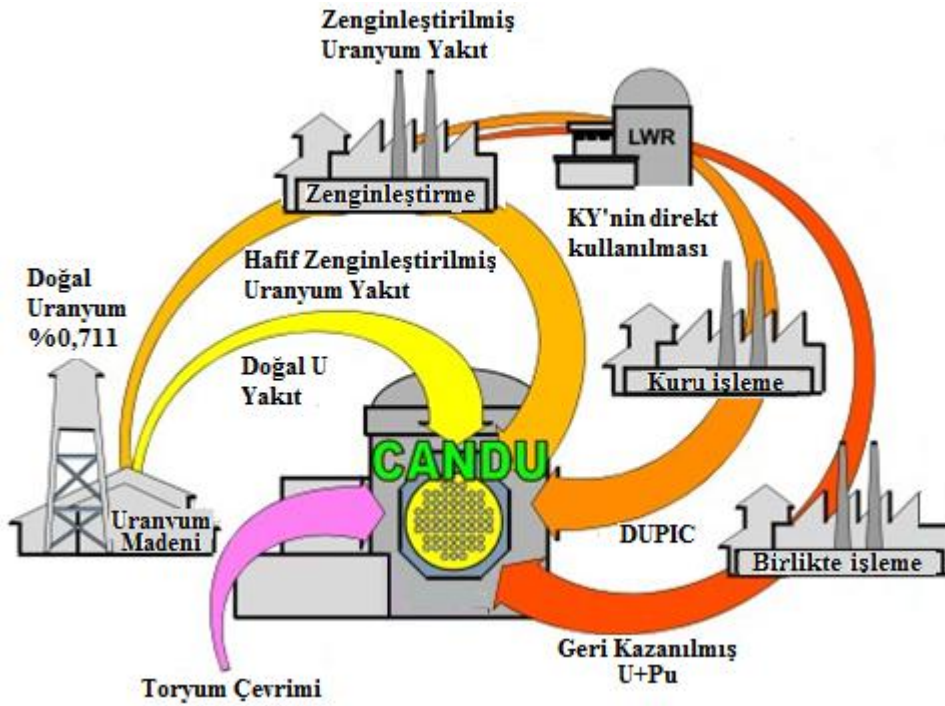 Zenginleştirilmiş
Uranyum Yakıt
LWR
Zenginleştirme
KY'nin direkt
kullanılması
Hafif Zenginleştirilmiş
Uranyum Yakıt
Doğal
Uranyum
%0,711
Doğal U
Yakıt
Kuru işleme
CANDU
Uranyum
Madeni
DUPIC
Birlikte işleme
Geri Kazanılmış
U+Pu
Toryum Çevrimi